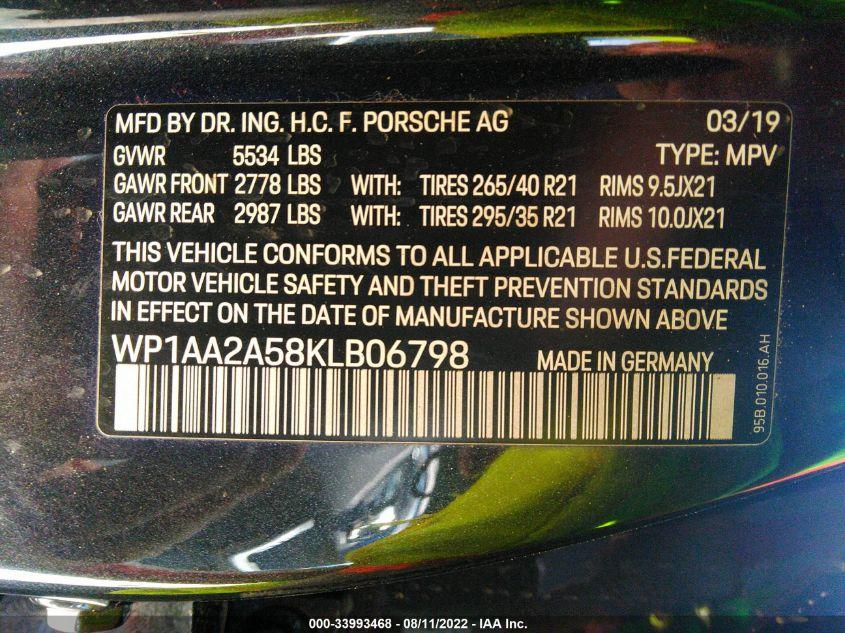 MFD BY DR. ING. H.C. F. PORSCHE AG 03/19
GVWR 5534 LBS TYPE: MPV
GAWR FRONT 2778 LBS WITH: TIRES 265/40 R21 RIMS 9.5JX21
GAWR REAR 2987 LBS WITH: TIRES 295/35 R21 RIMS 10.0JX21
THIS VEHICLE CONFORMS TO ALL APPLICABLE U.S.FEDERAL
MOTOR VEHICLE SAFETY AND THEFT PREVENTION STANDARDS
IN EFFECT ON THE DATE OF MANUFACTURE SHOWN ABOVE
WP1AA2A58KLB06798 MADE IN GERMANY
95B.010.016.AH
000-33993468 - 08/11/2022 - IAA Inc.